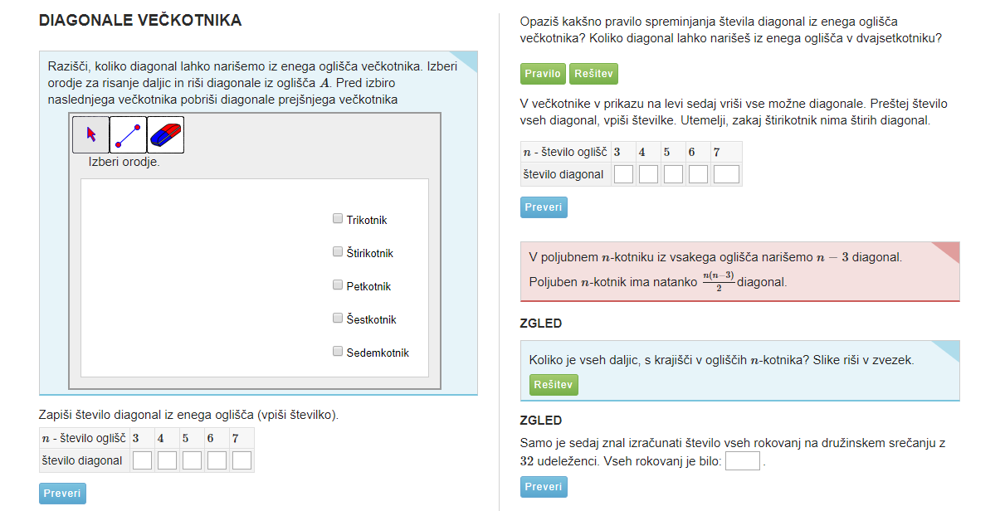 DIAGONALE VEČKOTNIKA
Razišči, koliko diagonal lahko narišemo iz enega oglišča večkotnika. Izberi
orodje za risanje daljic in riši diagonale iz oglišča A. Pred izbiro
naslednjega večkotnika pobriši diagonale prejšnjega večkotnika
Izberi orodje.
Trikotnik
Štirikotnik
Petkotnik
Šestkotnik
Sedemkotnik
Zapiši število diagonal iz enega oglišča (vpiši številko).
n - število oglišč 3 4 5 6 7
število diagonal
Preveri
Opaziš kakšno pravilo spreminjanja števila diagonal iz enega oglišča
večkotnika? Koliko diagonal lahko narišeš iz enega oglišča v dvajsetkotniku?
Pravilo Rešitev
V večkotnike v prikazu na levi sedaj vriši vse možne diagonale. Preštej število
vseh diagonal, vpiši številke. Utemelji, zakaj štirikotnik nima štirih diagonal.
n - število oglišč 3 4 5 6 7
število diagonal
Preveri
V poljubnem n-kotniku iz vsakega oglišča narišemo n − 3 diagonal.
Poljuben n-kotnik ima natanko n(n−3)/2 diagonal.
ZGLED
Koliko je vseh daljic, s krajišči v ogliščih n-kotnika? Slike riši v zvezek.
Rešitev
ZGLED
Samo je sedaj znal izračunati število vseh rokovanj na družinskem srečanju z
32 udeleženci. Vseh rokovanj je bilo: .
Preveri